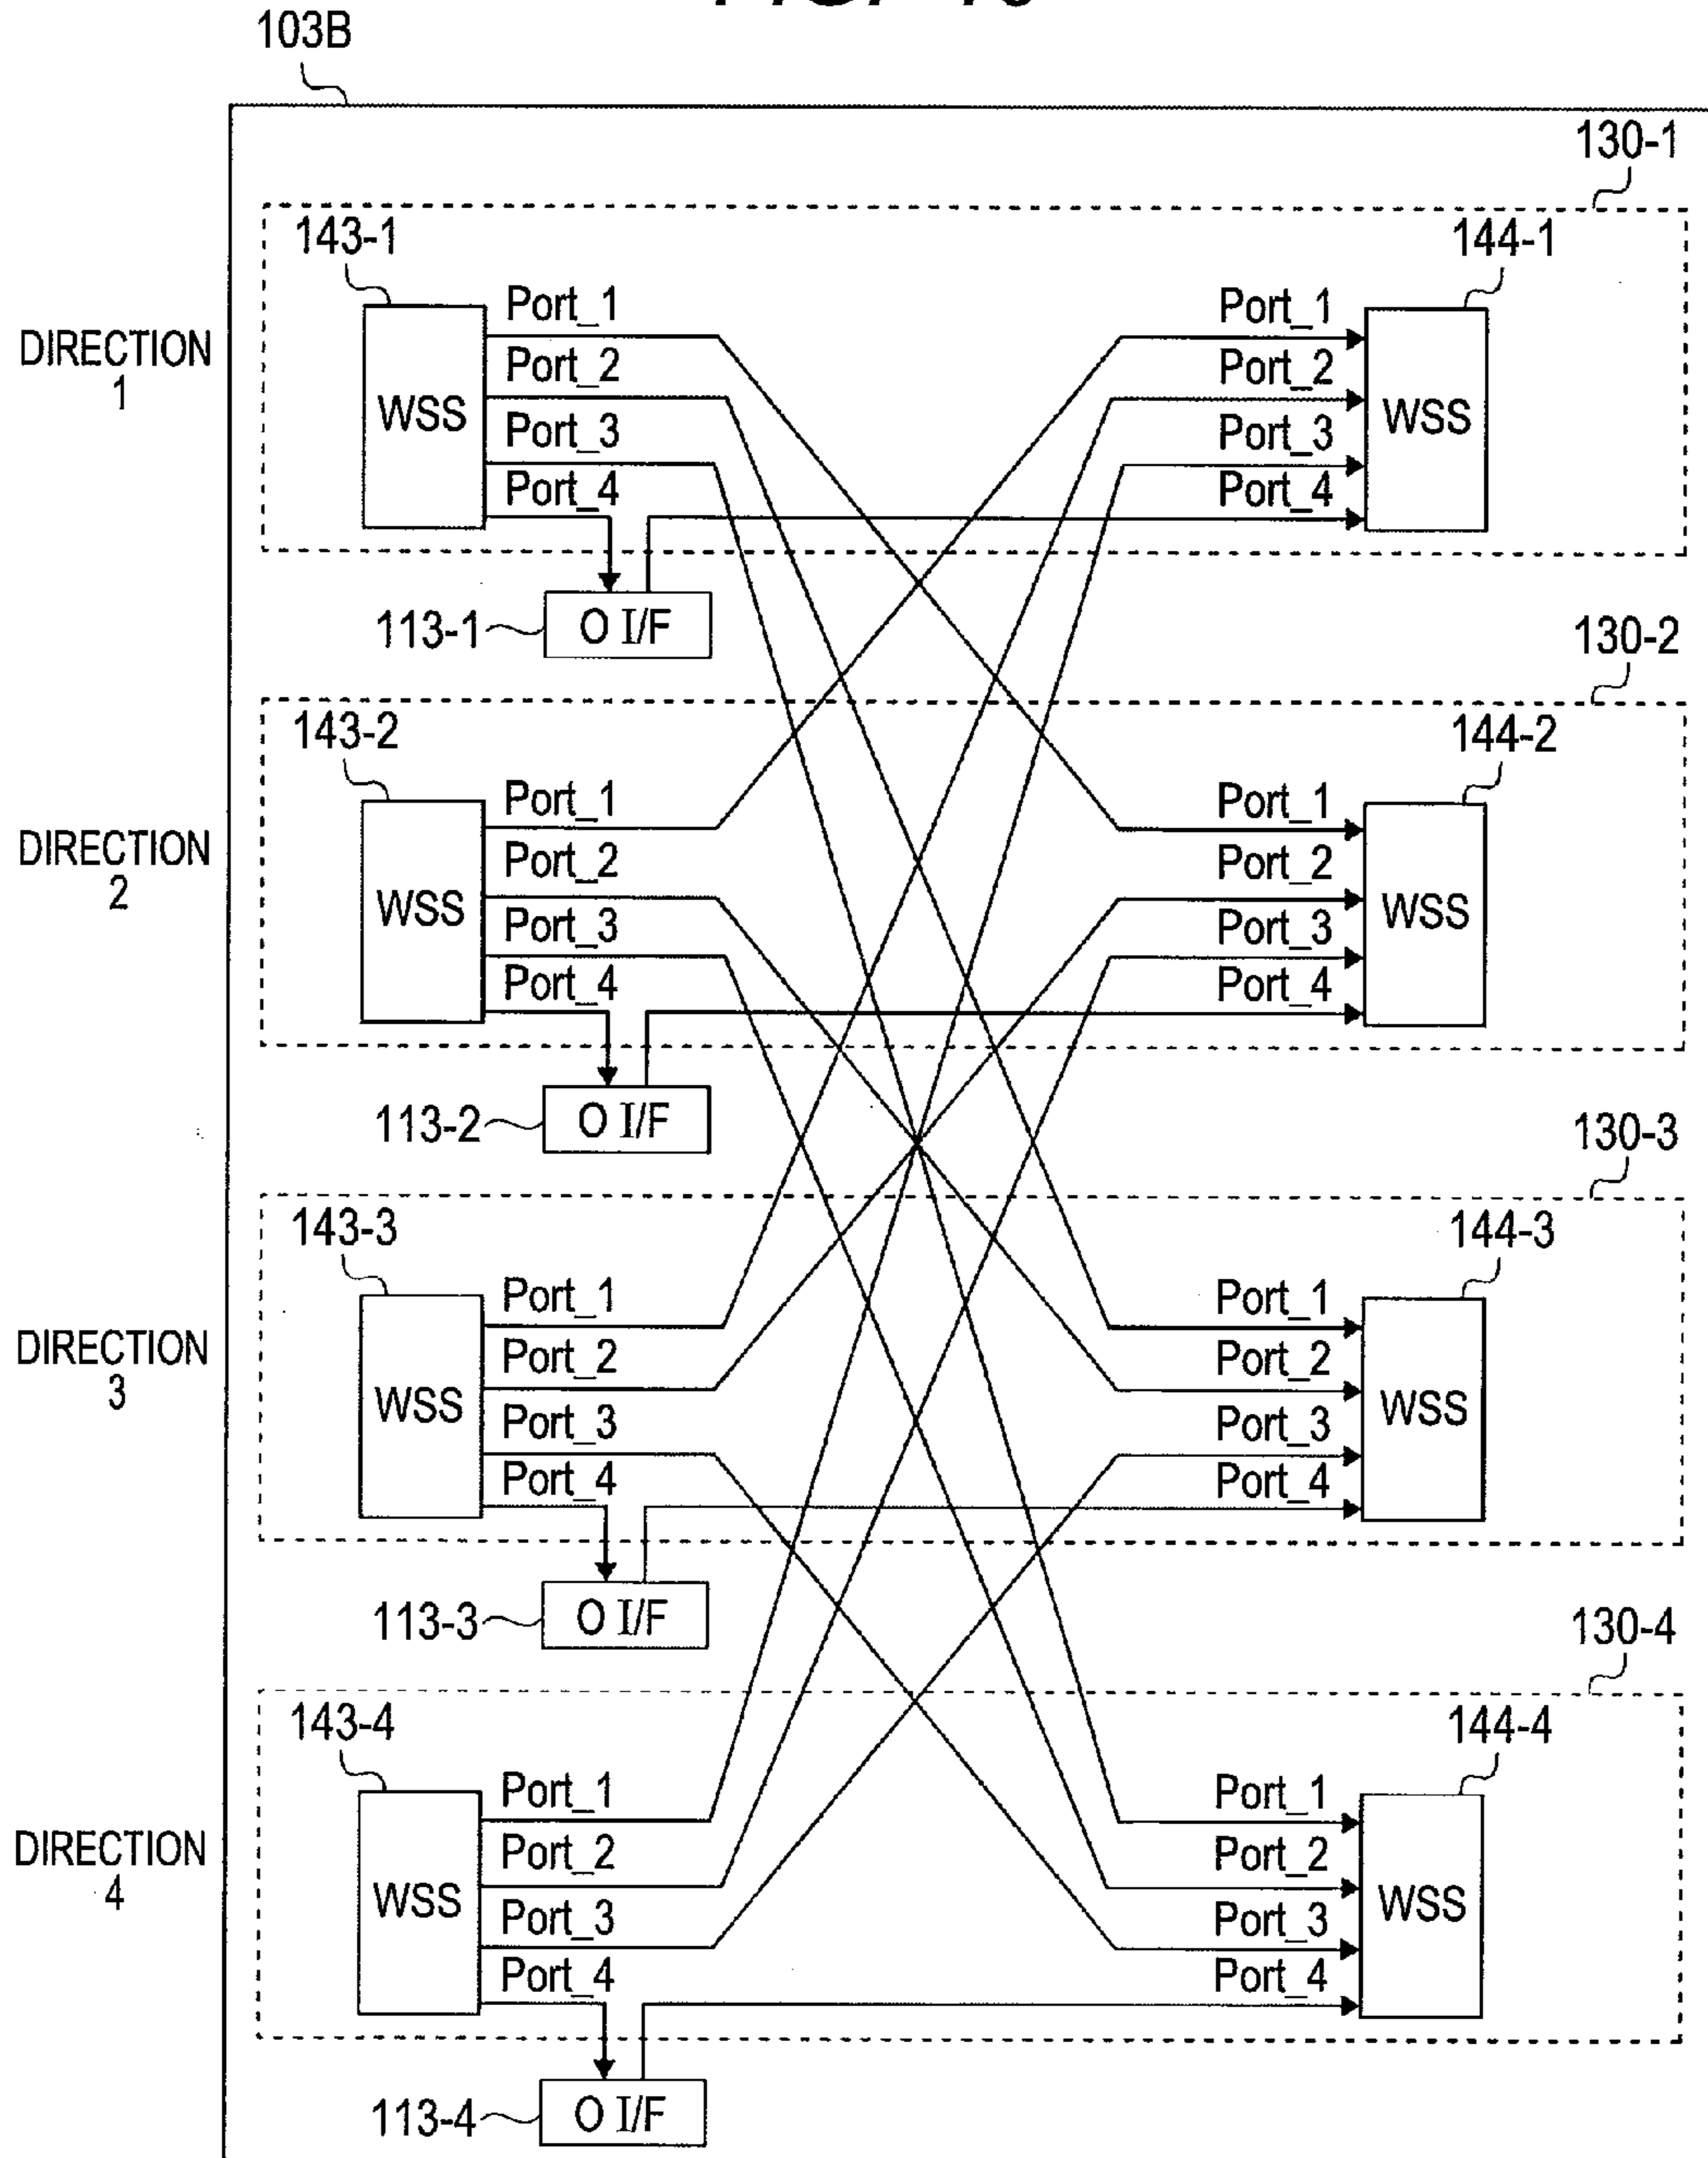 103B
130-1
143-1
144-1
DIRECTION
1
WSS
Port_1
Port_2
Port_3
Port_4
Port_1
Port_2
Port_3
Port_4
WSS
113-1
O I/F
130-2
143-2
144-2
DIRECTION
2
WSS
Port_1
Port_2
Port_3
Port_4
Port_1
Port_2
Port_3
Port_4
WSS
113-2
O I/F
130-3
143-3
144-3
DIRECTION
3
WSS
Port_1
Port_2
Port_3
Port_4
Port_1
Port_2
Port_3
Port_4
WSS
113-3
O I/F
130-4
143-4
144-4
DIRECTION
4
WSS
Port_1
Port_2
Port_3
Port_4
Port_1
Port_2
Port_3
Port_4
WSS
113-4
O I/F